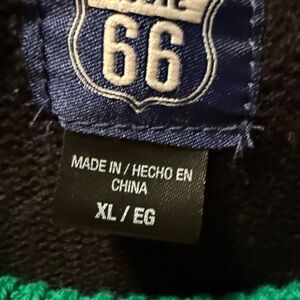 66
MADE IN / HECHO EN
CHINA
XL / EG